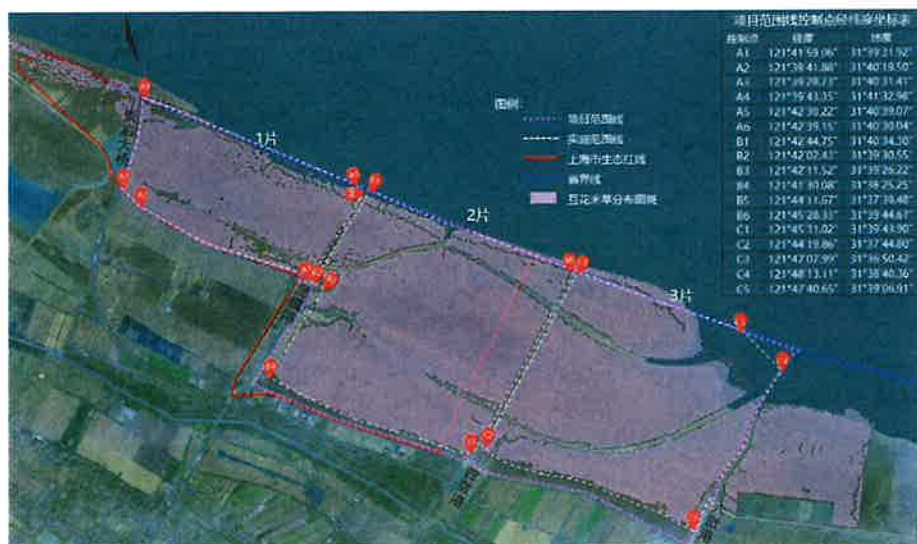 项目范围线控制点经纬度坐标表
控制点 经度 纬度
A1 121°41'59.06" 31°39'31.92"
A2 121°39'41.88" 31°40'19.50"
A3 121°39'28.73" 31°40'31.41"
A4 121°39'43.35" 31°41'32.96"
A5 121°42'30.22" 31°40'39.07"
A6 121°42'39.15" 31°40'30.04"
B1 121°42'44.75" 31°40'34.30"
B2 121°42'02.43" 31°39'30.55"
B3 121°42'11.52" 31°39'26.22"
B4 121°41'30.08" 31°38'25.25"
B5 121°44'11.67" 31°37'39.48"
B6 121°45'28.33" 31°39'44.67"
C1 121°45'31.02" 31°39'43.90"
C2 121°44'19.86" 31°37'44.80"
C3 121°47'07.99" 31°36'50.42"
C4 121°48'13.11" 31°38'40.36"
C5 121°47'40.65" 31°39'06.91"
图例:
项目范围线
实施范围线
上海市生态红线
省界线
互花米草分布图斑
1片
2片
3片